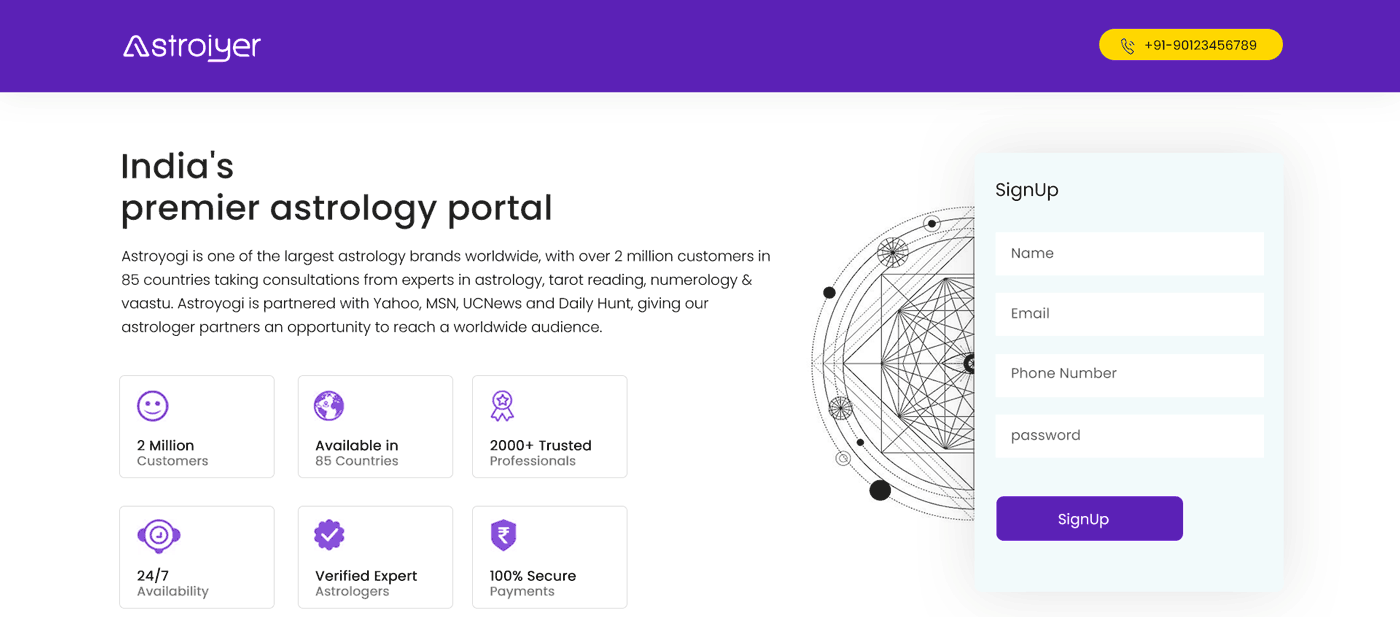 Astroiyer
+91-90123456789
India's
premier astrology portal
Astroyogi is one of the largest astrology brands worldwide, with over 2 million customers in
85 countries taking consultations from experts in astrology, tarot reading, numerology &
vaastu. Astroyogi is partnered with Yahoo, MSN, UCNews and Daily Hunt, giving our
astrologer partners an opportunity to reach a worldwide audience.
2 Million
Customers
Available in
85 Countries
2000+ Trusted
Professionals
24/7
Availability
Verified Expert
Astrologers
100% Secure
Payments
SignUp
Name
Email
Phone Number
password
SignUp